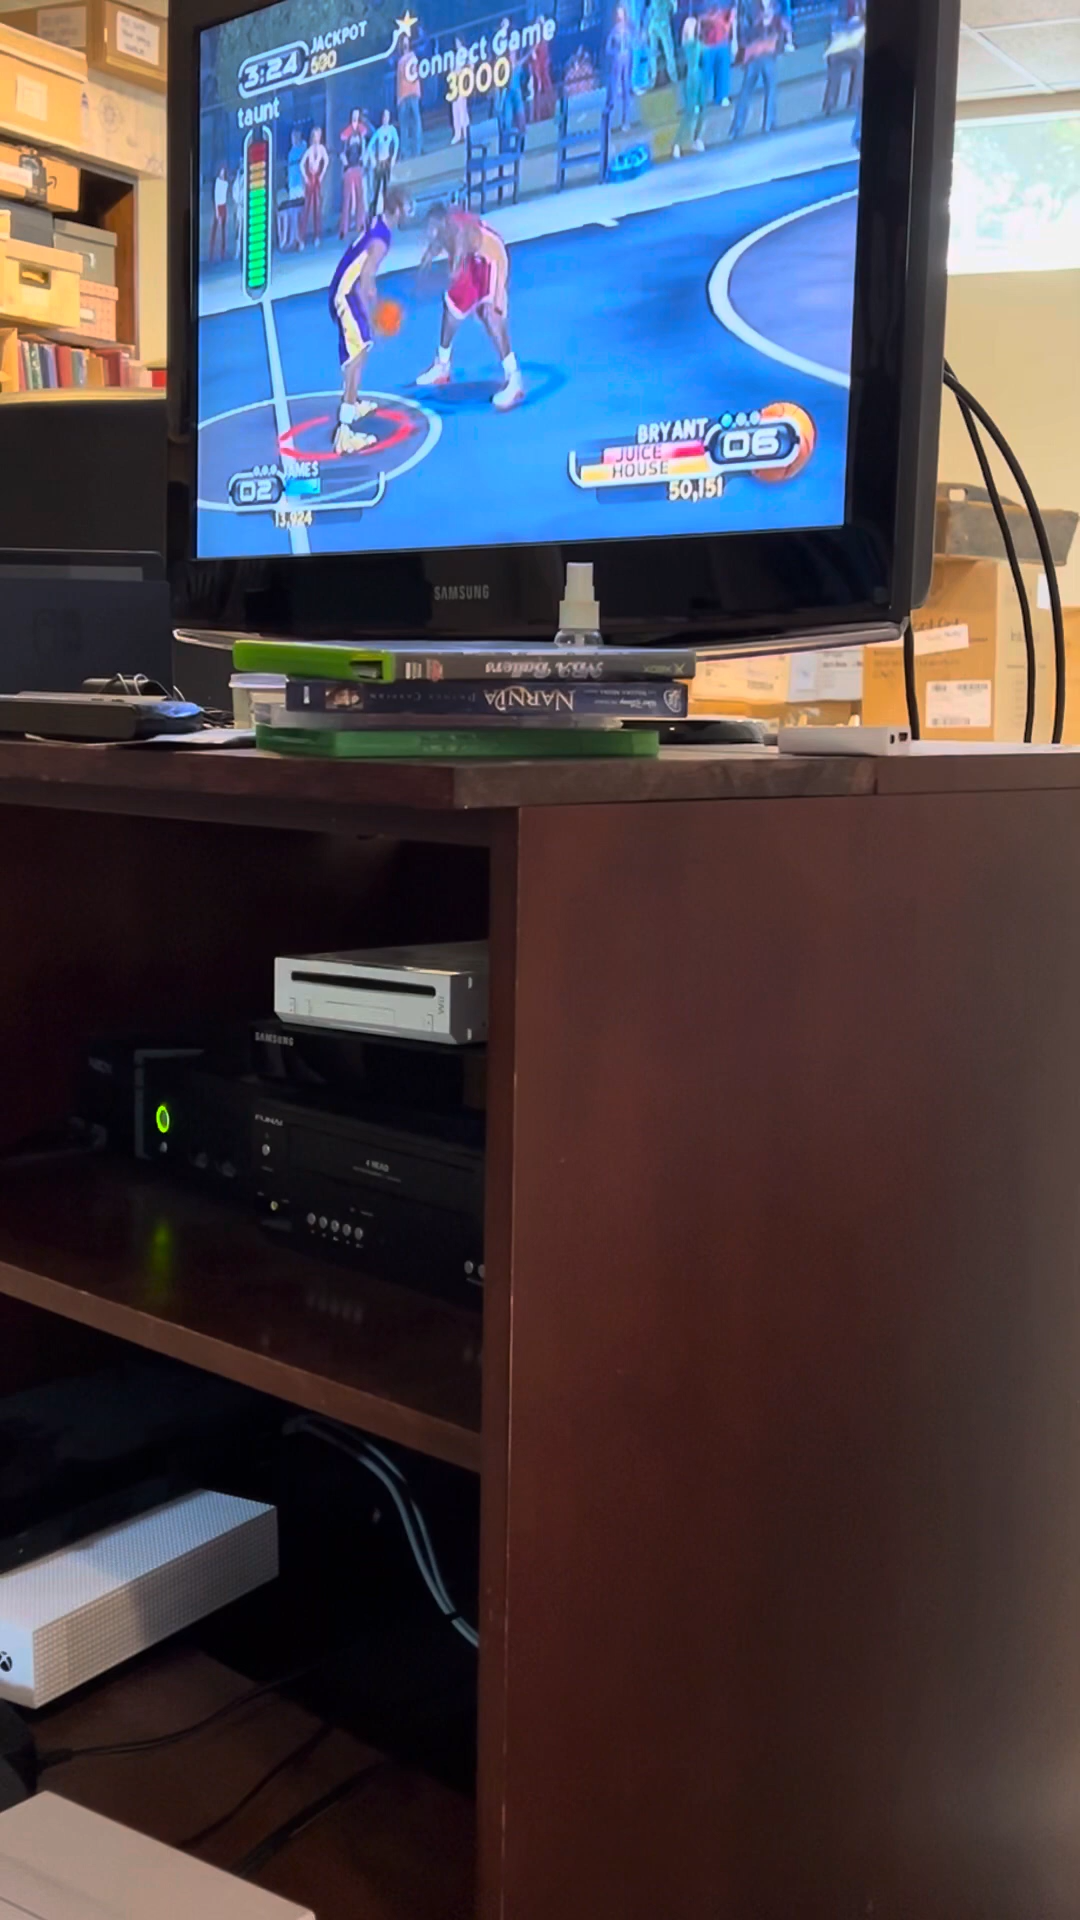 JACKPOT
3:24 500
Connect Game
3000
taunt
BRYANT
JUICE
HOUSE
06
50,151
JAMES
02
13,924
SAMSUNG
NBA Ballers XBOX
NARNIA
Wii
SAMSUNG
FUNAI
4 HEAD